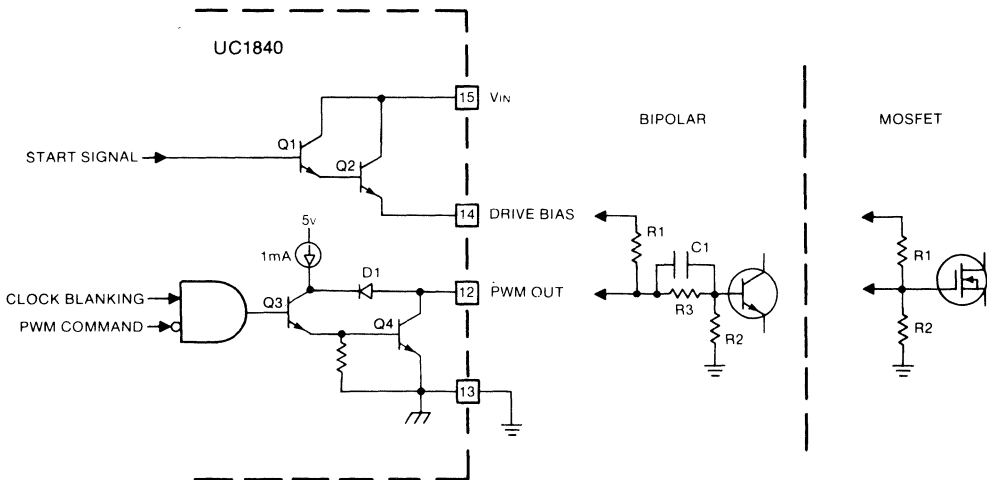 UC1840
15 VIN
BIPOLAR
MOSFET
Q1
START SIGNAL
Q2
14 DRIVE BIAS
5V
R1
R1
C1
1mA
D1
12 PWM OUT
CLOCK BLANKING
Q3
PWM COMMAND
Q4
R3
R2
R2
13